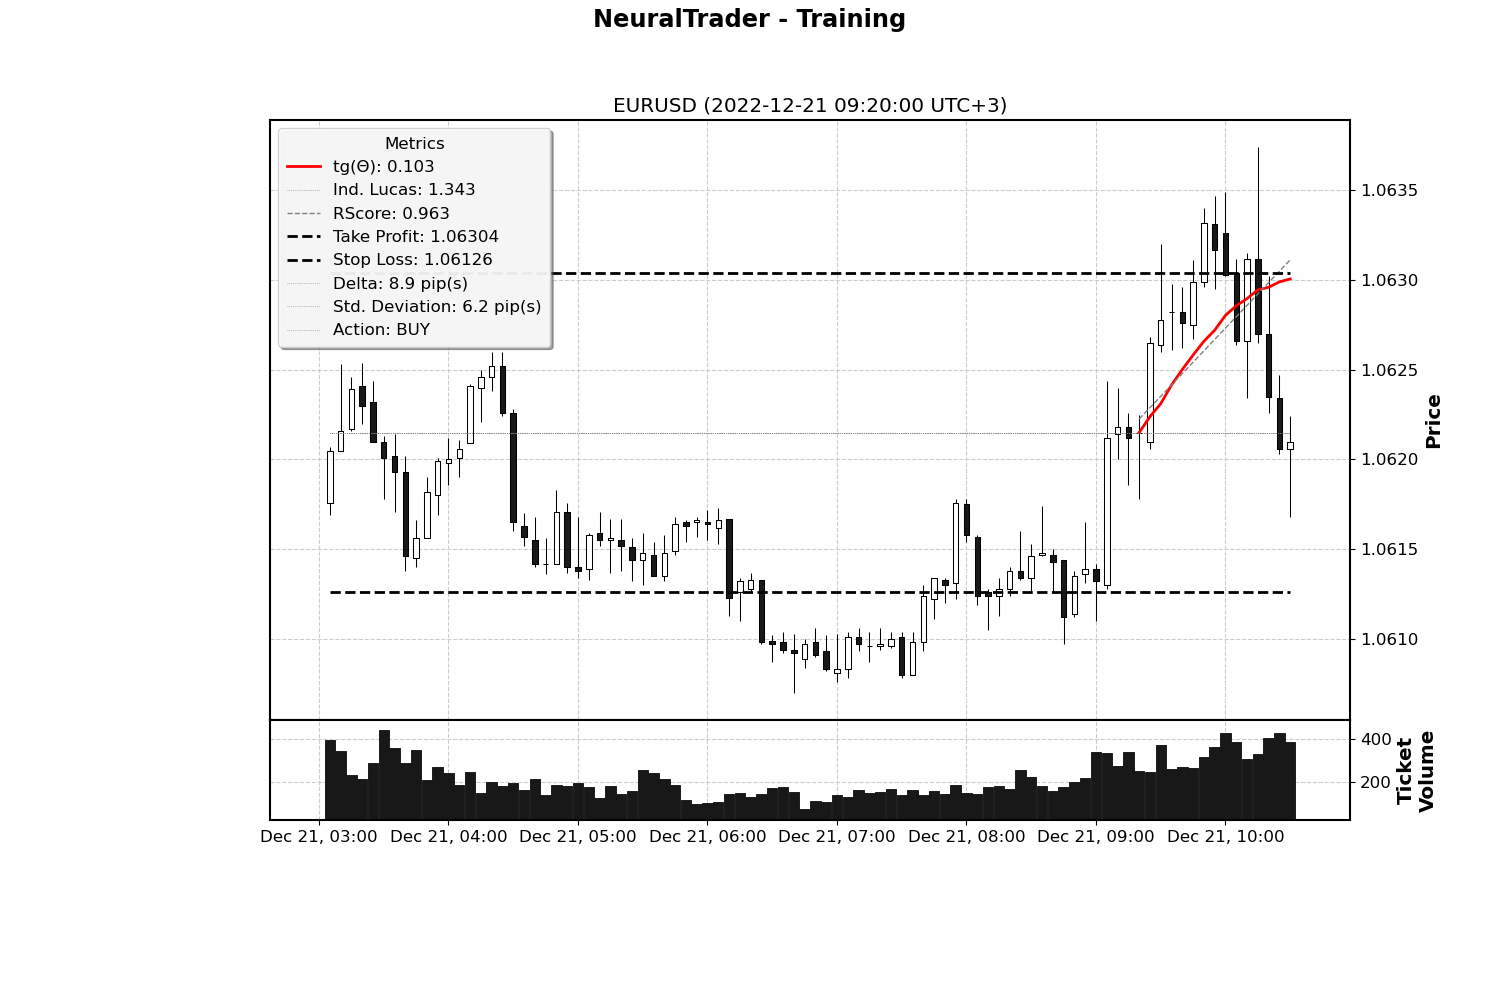 NeuralTrader - Training
EURUSD (2022-12-21 09:20:00 UTC+3)
Metrics
tg(Θ): 0.103
Ind. Lucas: 1.343
RScore: 0.963
Take Profit: 1.06304
Stop Loss: 1.06126
Delta: 8.9 pip(s)
Std. Deviation: 6.2 pip(s)
Action: BUY
1.0635
1.0630
1.0625
1.0620
1.0615
1.0610
Price
400
200
Ticket
Volume
Dec 21, 03:00 Dec 21, 04:00 Dec 21, 05:00 Dec 21, 06:00 Dec 21, 07:00 Dec 21, 08:00 Dec 21, 09:00 Dec 21, 10:00